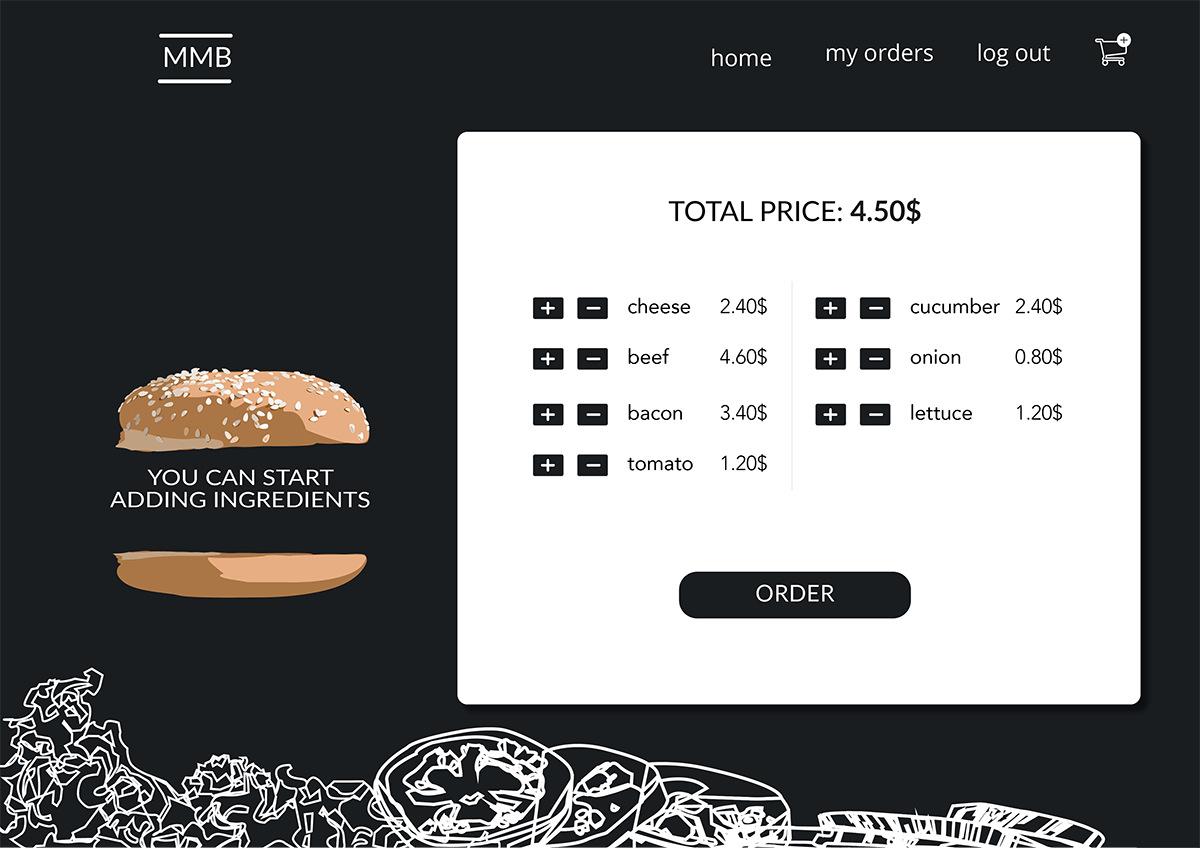 MMB
home
my orders
log out
TOTAL PRICE: 4.50$
cheese 2.40$
beef 4.60$
bacon 3.40$
tomato 1.20$
cucumber 2.40$
onion 0.80$
lettuce 1.20$
YOU CAN START
ADDING INGREDIENTS
ORDER